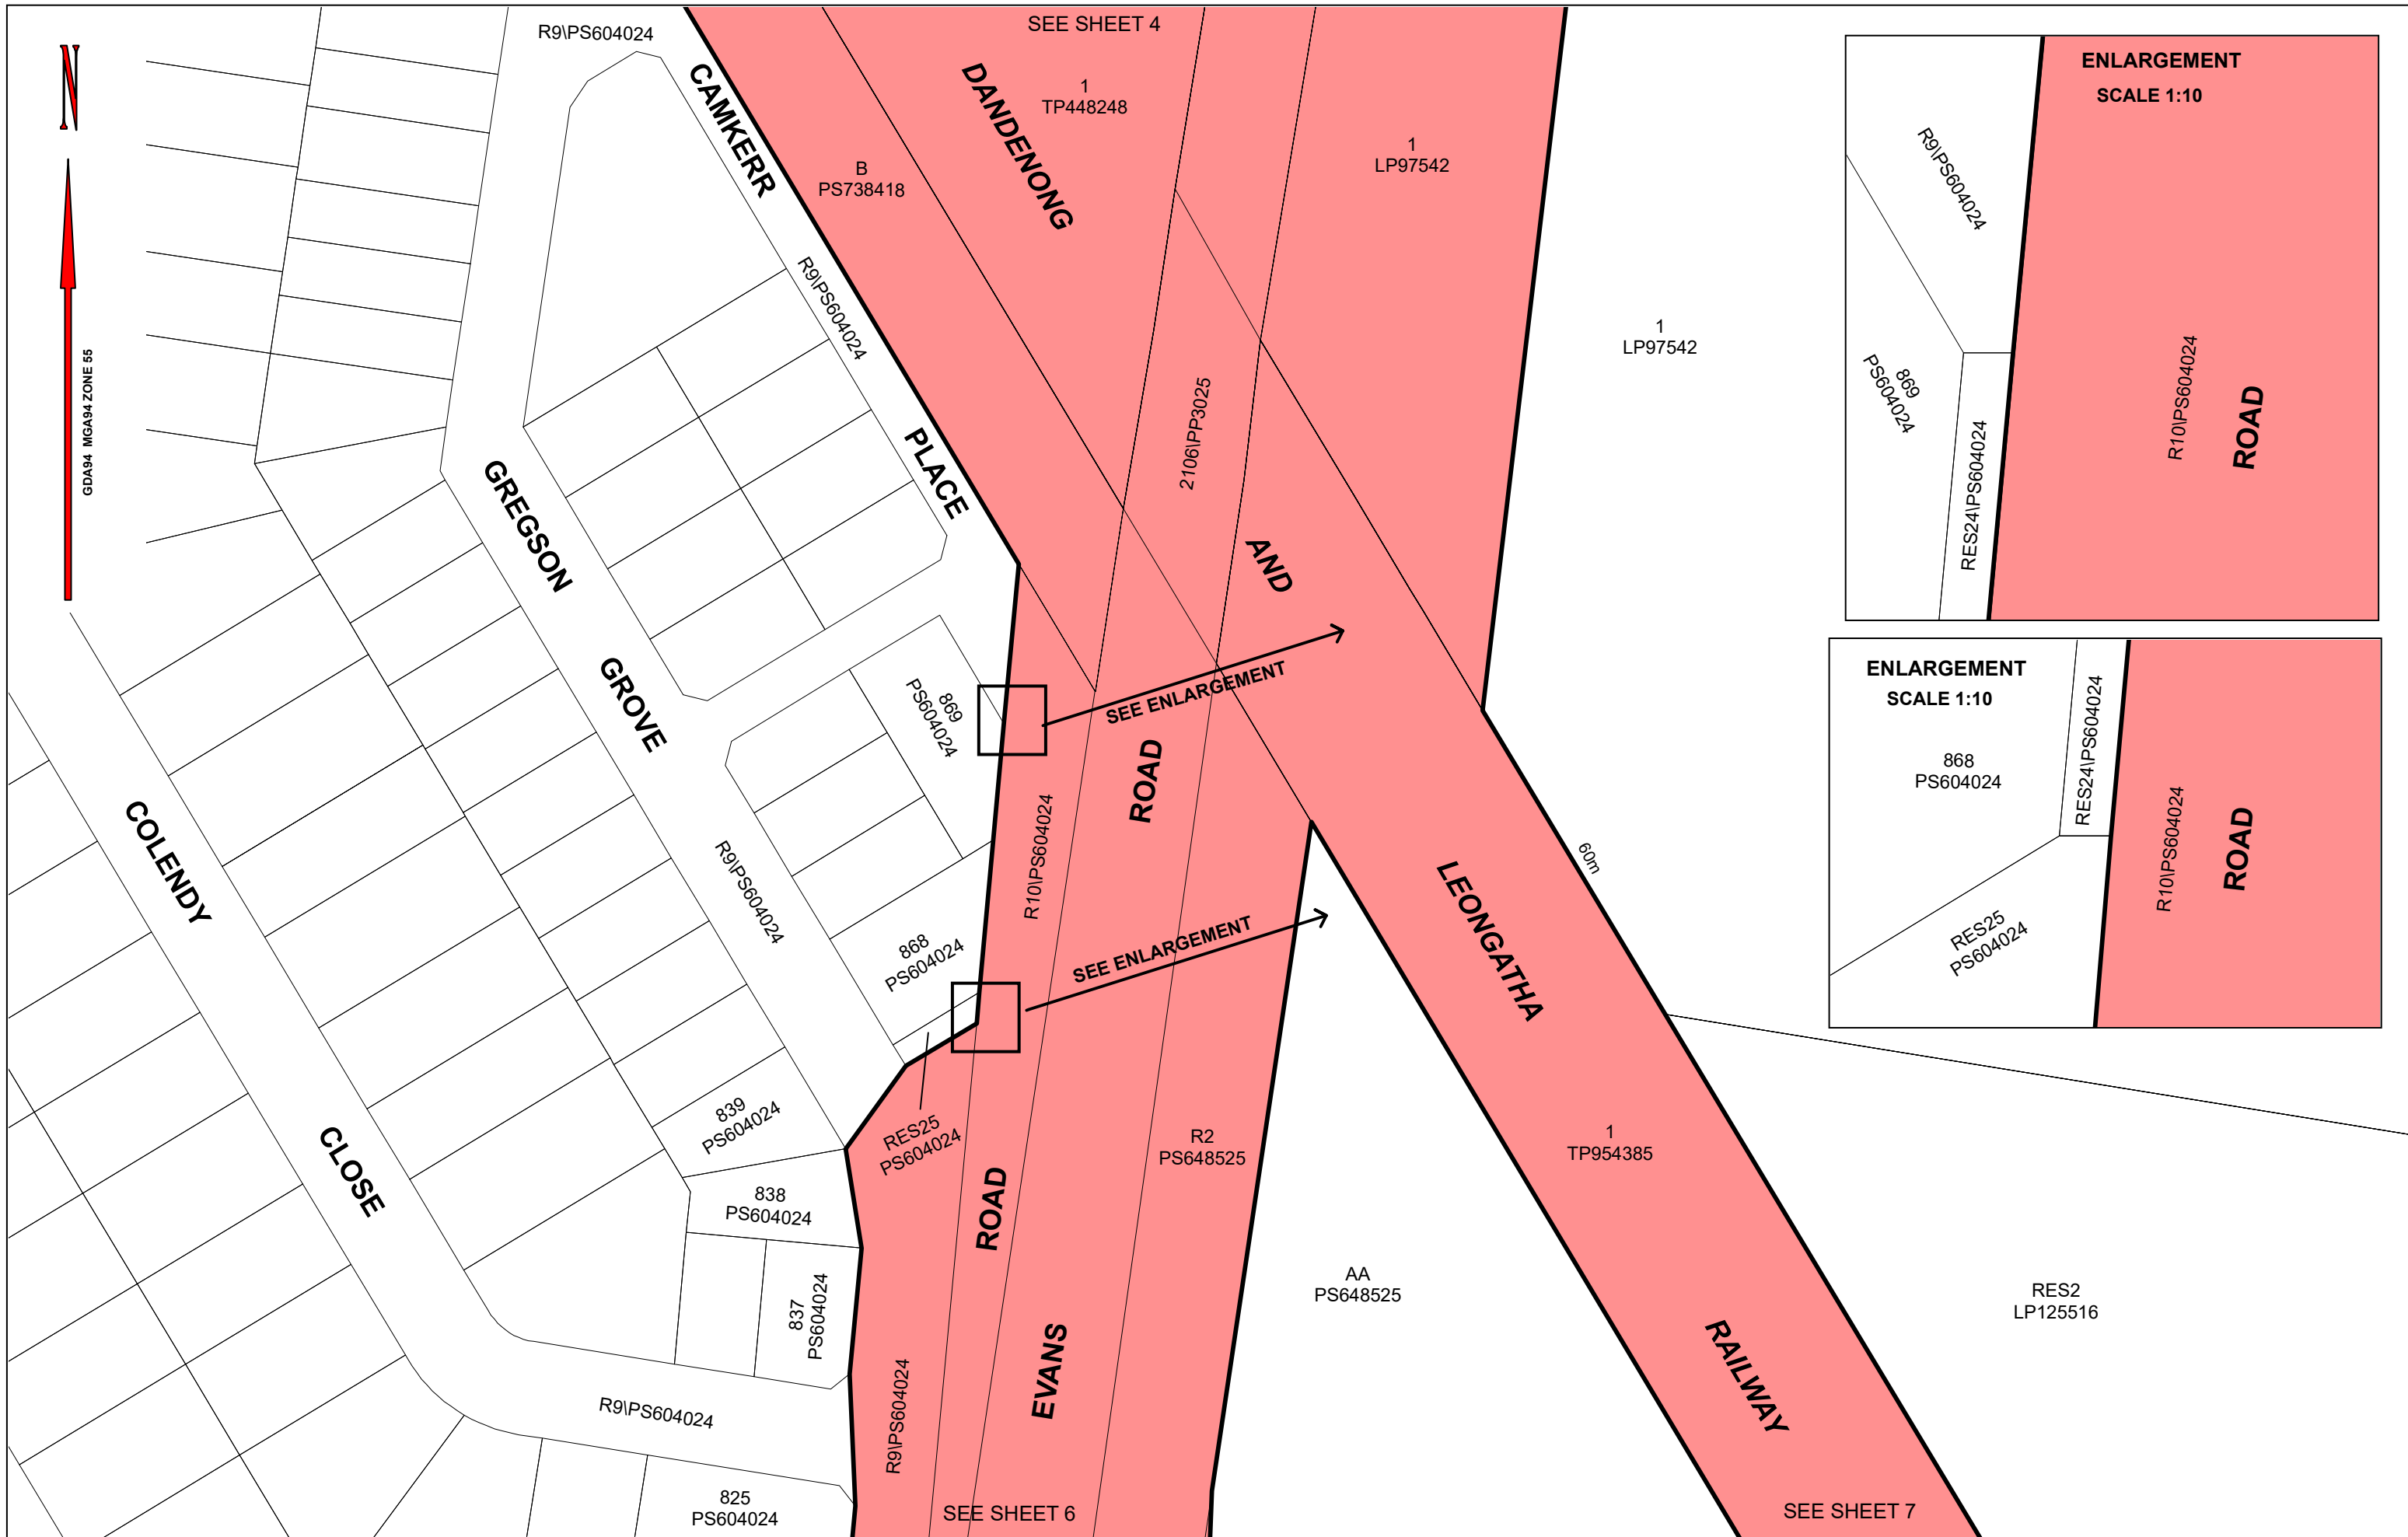 SEE SHEET 4
R9\PS604024
N
GDA94 MGA94 ZONE 55
CAMKERR
PLACE
R9\PS604024
DANDENONG
AND
LEONGATHA
RAILWAY
1
TP448248
B
PS738418
1
LP97542
1
LP97542
2106\PP3025
GREGSON
GROVE
R9\PS604024
COLENDY
CLOSE
869
PS604024
SEE ENLARGEMENT
ROAD
R10\PS604024
868
PS604024
SEE ENLARGEMENT
60m
839
PS604024
RES25
PS604024
R2
PS648525
1
TP954385
838
PS604024
837
PS604024
ROAD
EVANS
AA
PS648525
RES2
LP125516
R9\PS604024
R9\PS604024
825
PS604024
SEE SHEET 6
SEE SHEET 7
ENLARGEMENT
SCALE 1:10
R9\PS604024
869
PS604024
RES24\PS604024
R10\PS604024
ROAD
ENLARGEMENT
SCALE 1:10
868
PS604024
RES24\PS604024
R10\PS604024
ROAD
RES25
PS604024